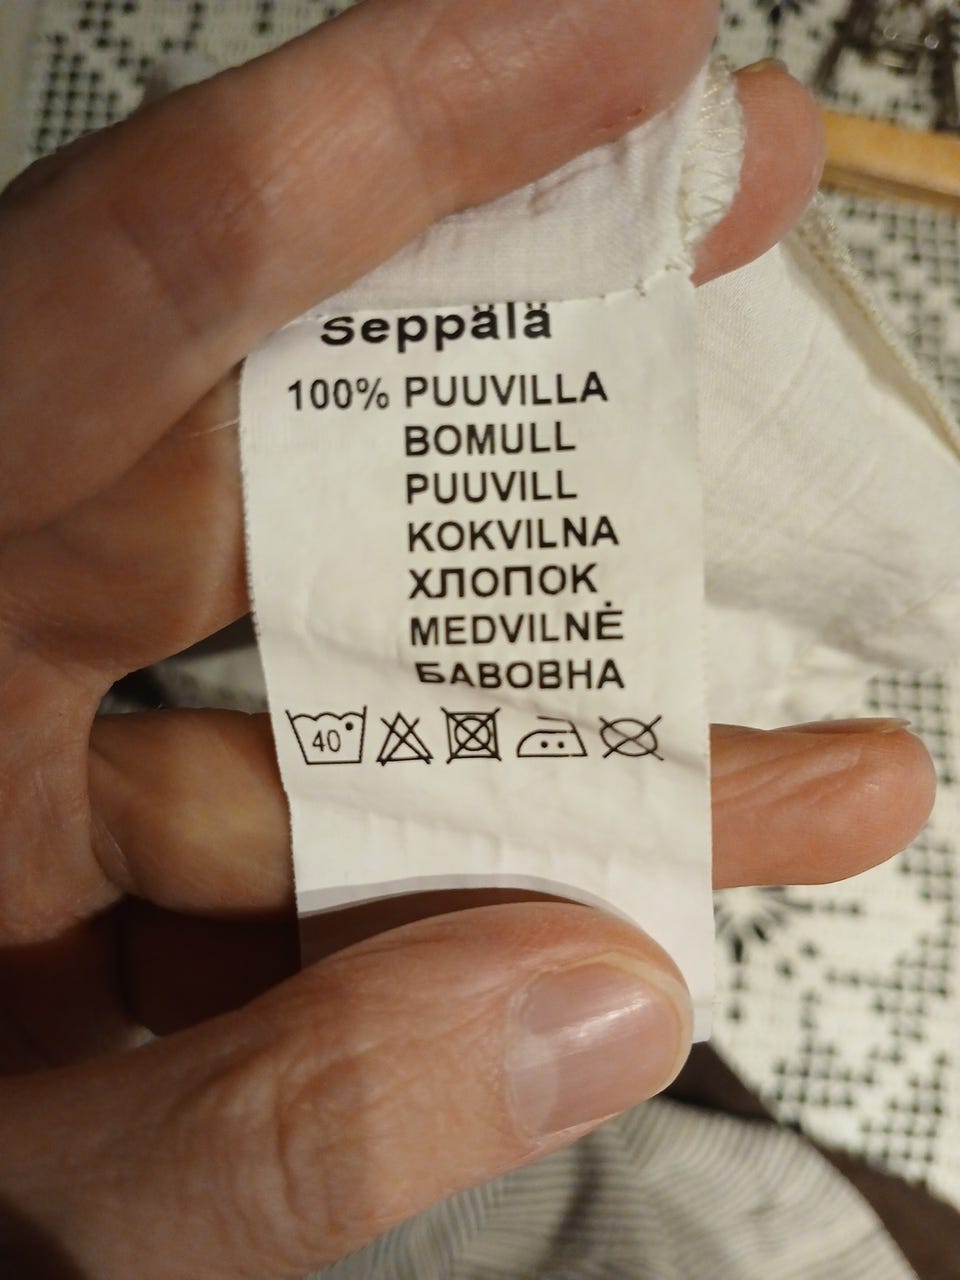 Seppälä
100% PUUVILLA
BOMULL
PUUVILL
KOKVILNA
ХЛОПОК
MEDVILNĖ
БАВОВНА
40